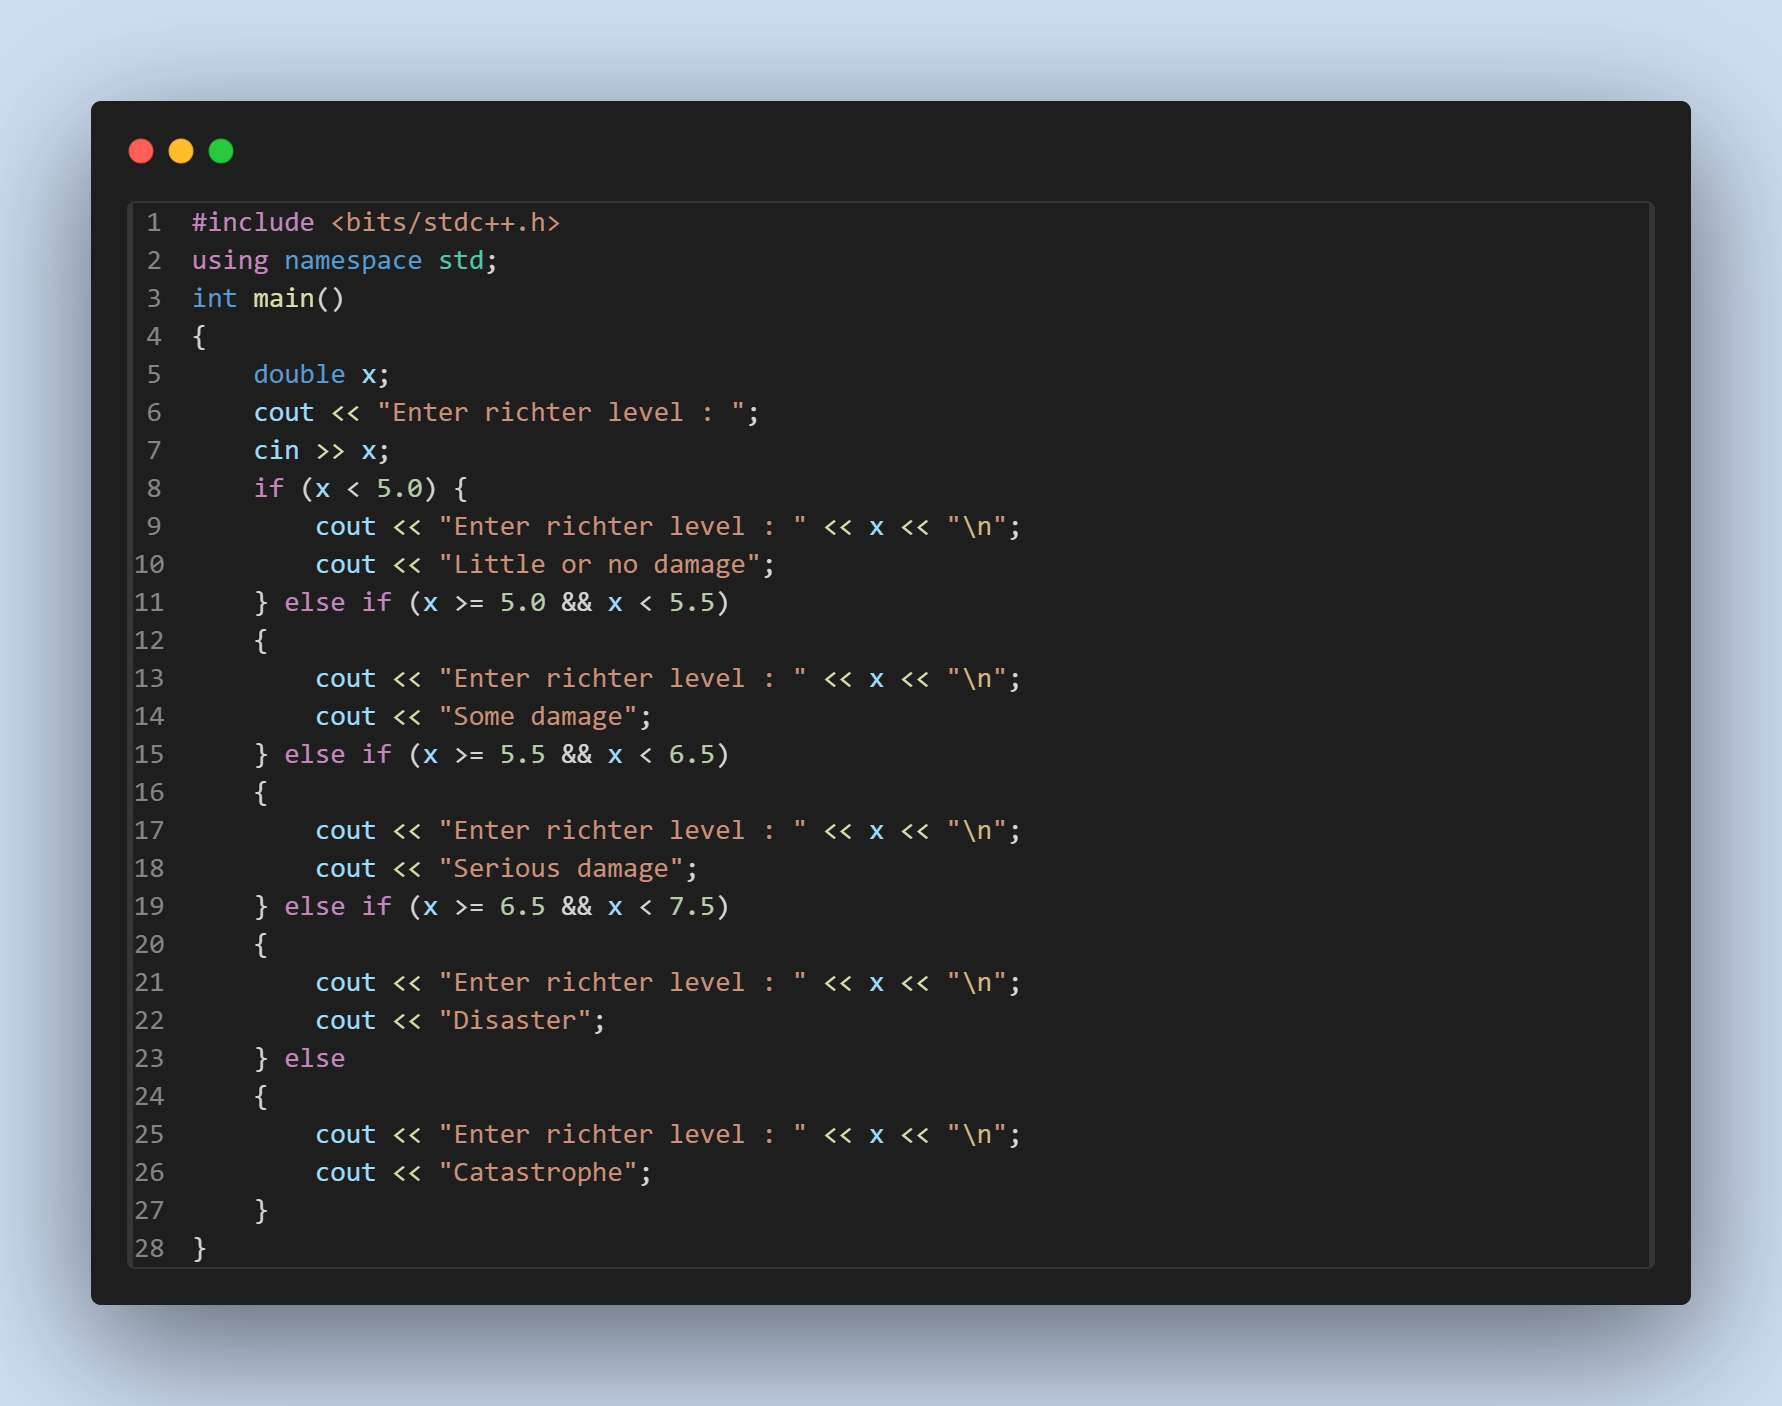 1 #include <bits/stdc++.h>
2 using namespace std;
3 int main()
4 {
5     double x;
6     cout << "Enter richter level : ";
7     cin >> x;
8     if (x < 5.0) {
9         cout << "Enter richter level : " << x << "\n";
10         cout << "Little or no damage";
11     } else if (x >= 5.0 && x < 5.5)
12     {
13         cout << "Enter richter level : " << x << "\n";
14         cout << "Some damage";
15     } else if (x >= 5.5 && x < 6.5)
16     {
17         cout << "Enter richter level : " << x << "\n";
18         cout << "Serious damage";
19     } else if (x >= 6.5 && x < 7.5)
20     {
21         cout << "Enter richter level : " << x << "\n";
22         cout << "Disaster";
23     } else
24     {
25         cout << "Enter richter level : " << x << "\n";
26         cout << "Catastrophe";
27     }
28 }